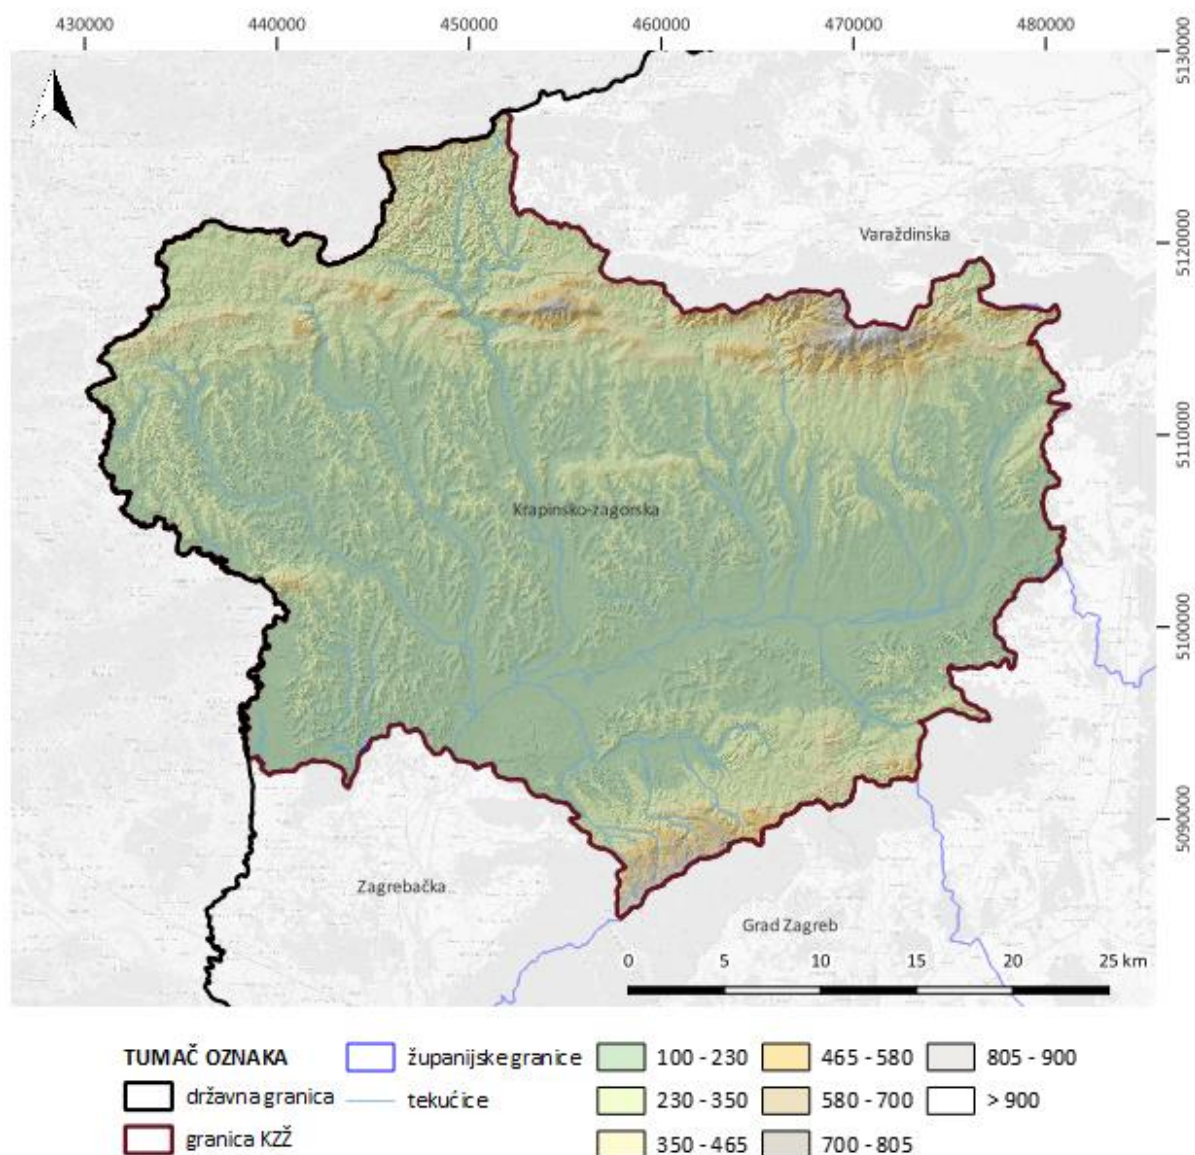 430000 440000 450000 460000 470000 480000
5130000
5120000
5110000
5100000
5090000
Varaždinska
Krapinsko-zagorska
Zagrebačka
Grad Zagreb
0 5 10 15 20 25 km
TUMAČ OZNAKA
državna granica
granica KZŽ
županijske granice
tekućice
100 - 230
230 - 350
350 - 465
465 - 580
580 - 700
700 - 805
805 - 900
> 900